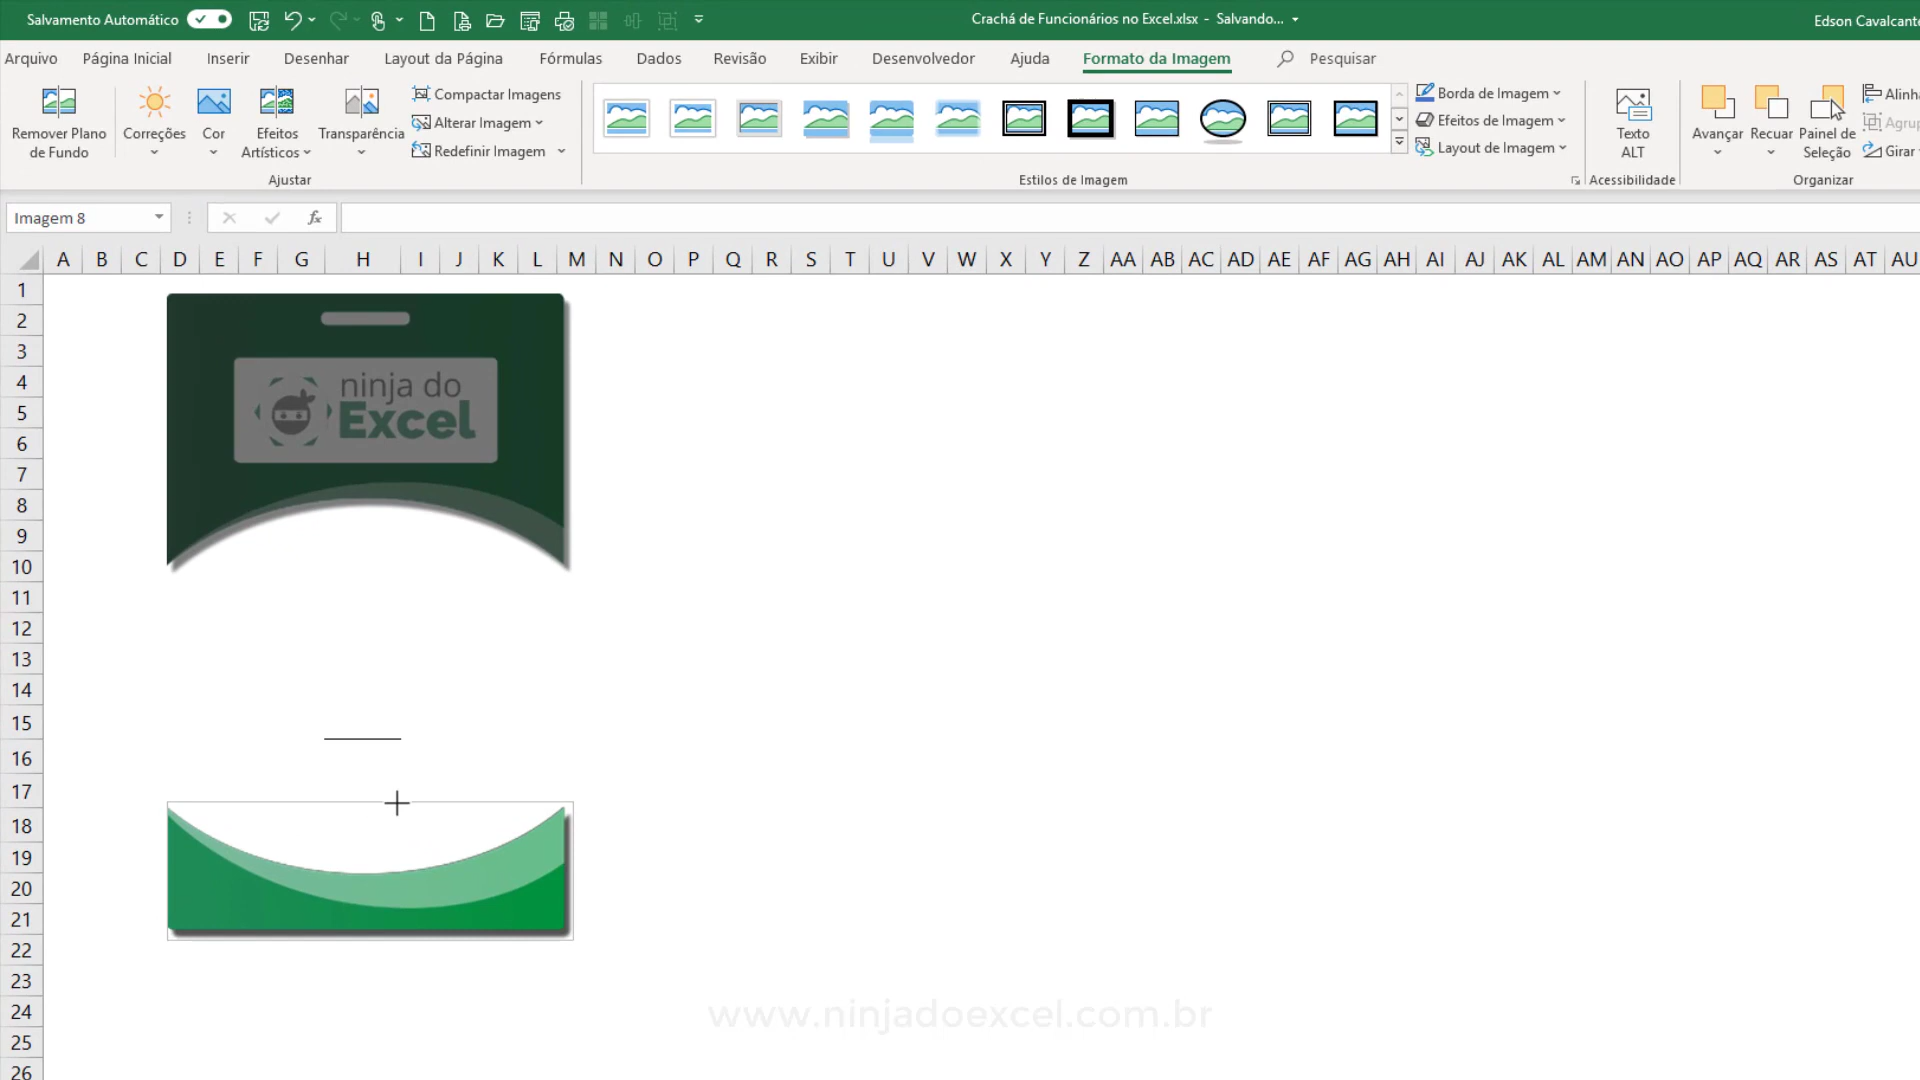 Salvamento Automático
Crachá de Funcionários no Excel.xlsx - Salvando...
Edson Cavalcante
Arquivo Página Inicial Inserir Desenhar Layout da Página Fórmulas Dados Revisão Exibir Desenvolvedor Ajuda Formato da Imagem Pesquisar
Remover Plano de Fundo
Correções
Cor
Efeitos Artísticos
Transparência
Compactar Imagens
Alterar Imagem
Redefinir Imagem
Ajustar
Estilos de Imagem
Borda de Imagem
Efeitos de Imagem
Layout de Imagem
Texto ALT
Acessibilidade
Avançar
Recuar
Painel de Seleção
Alinha
Agrup
Girar
Organizar
Imagem 8
fx
A B C D E F G H I J K L M N O P Q R S T U V W X Y Z AA AB AC AD AE AF AG AH AI AJ AK AL AM AN AO AP AQ AR AS AT AU
1
2
3
4
5
6
7
8
9
10
11
12
13
14
15
16
17
18
19
20
21
22
23
24
25
26
ninja do
Excel
www.ninjadoexcel.com.br